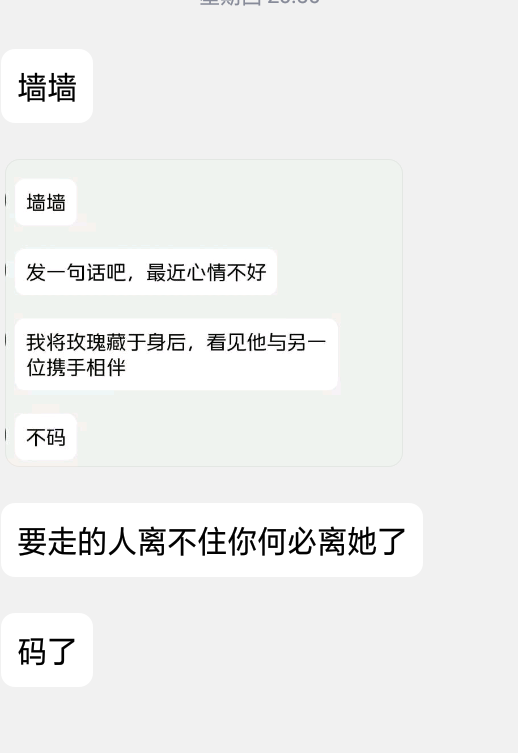 墙墙
墙墙
发一句话吧，最近心情不好
我将玫瑰藏于身后，看见他与另一
位携手相伴
不码
要走的人离不住你何必离她了
码了